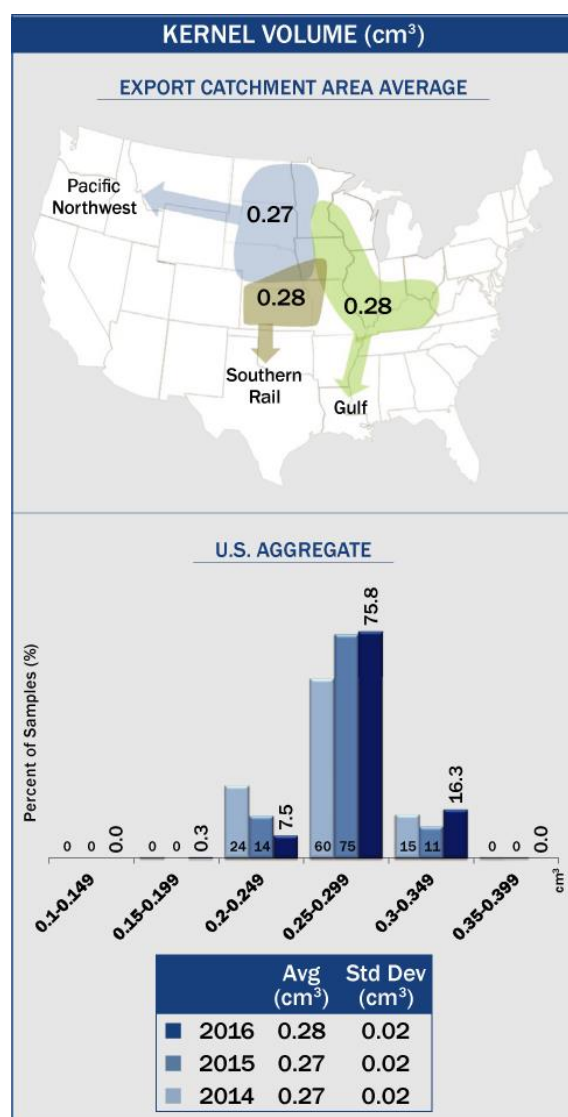 KERNEL VOLUME (cm³)
EXPORT CATCHMENT AREA AVERAGE
Pacific
Northwest
0.27
0.28
0.28
Southern
Rail
Gulf
U.S. AGGREGATE
Percent of Samples (%)
0 0 0.0
0 0 0.3
24 14 7.5
60 75 75.8
15 11 16.3
0 0 0.0
0.1-0.149
0.15-0.199
0.2-0.249
0.25-0.299
0.3-0.349
0.35-0.399
cm³
Avg Std Dev
(cm³) (cm³)
2016 0.28 0.02
2015 0.27 0.02
2014 0.27 0.02